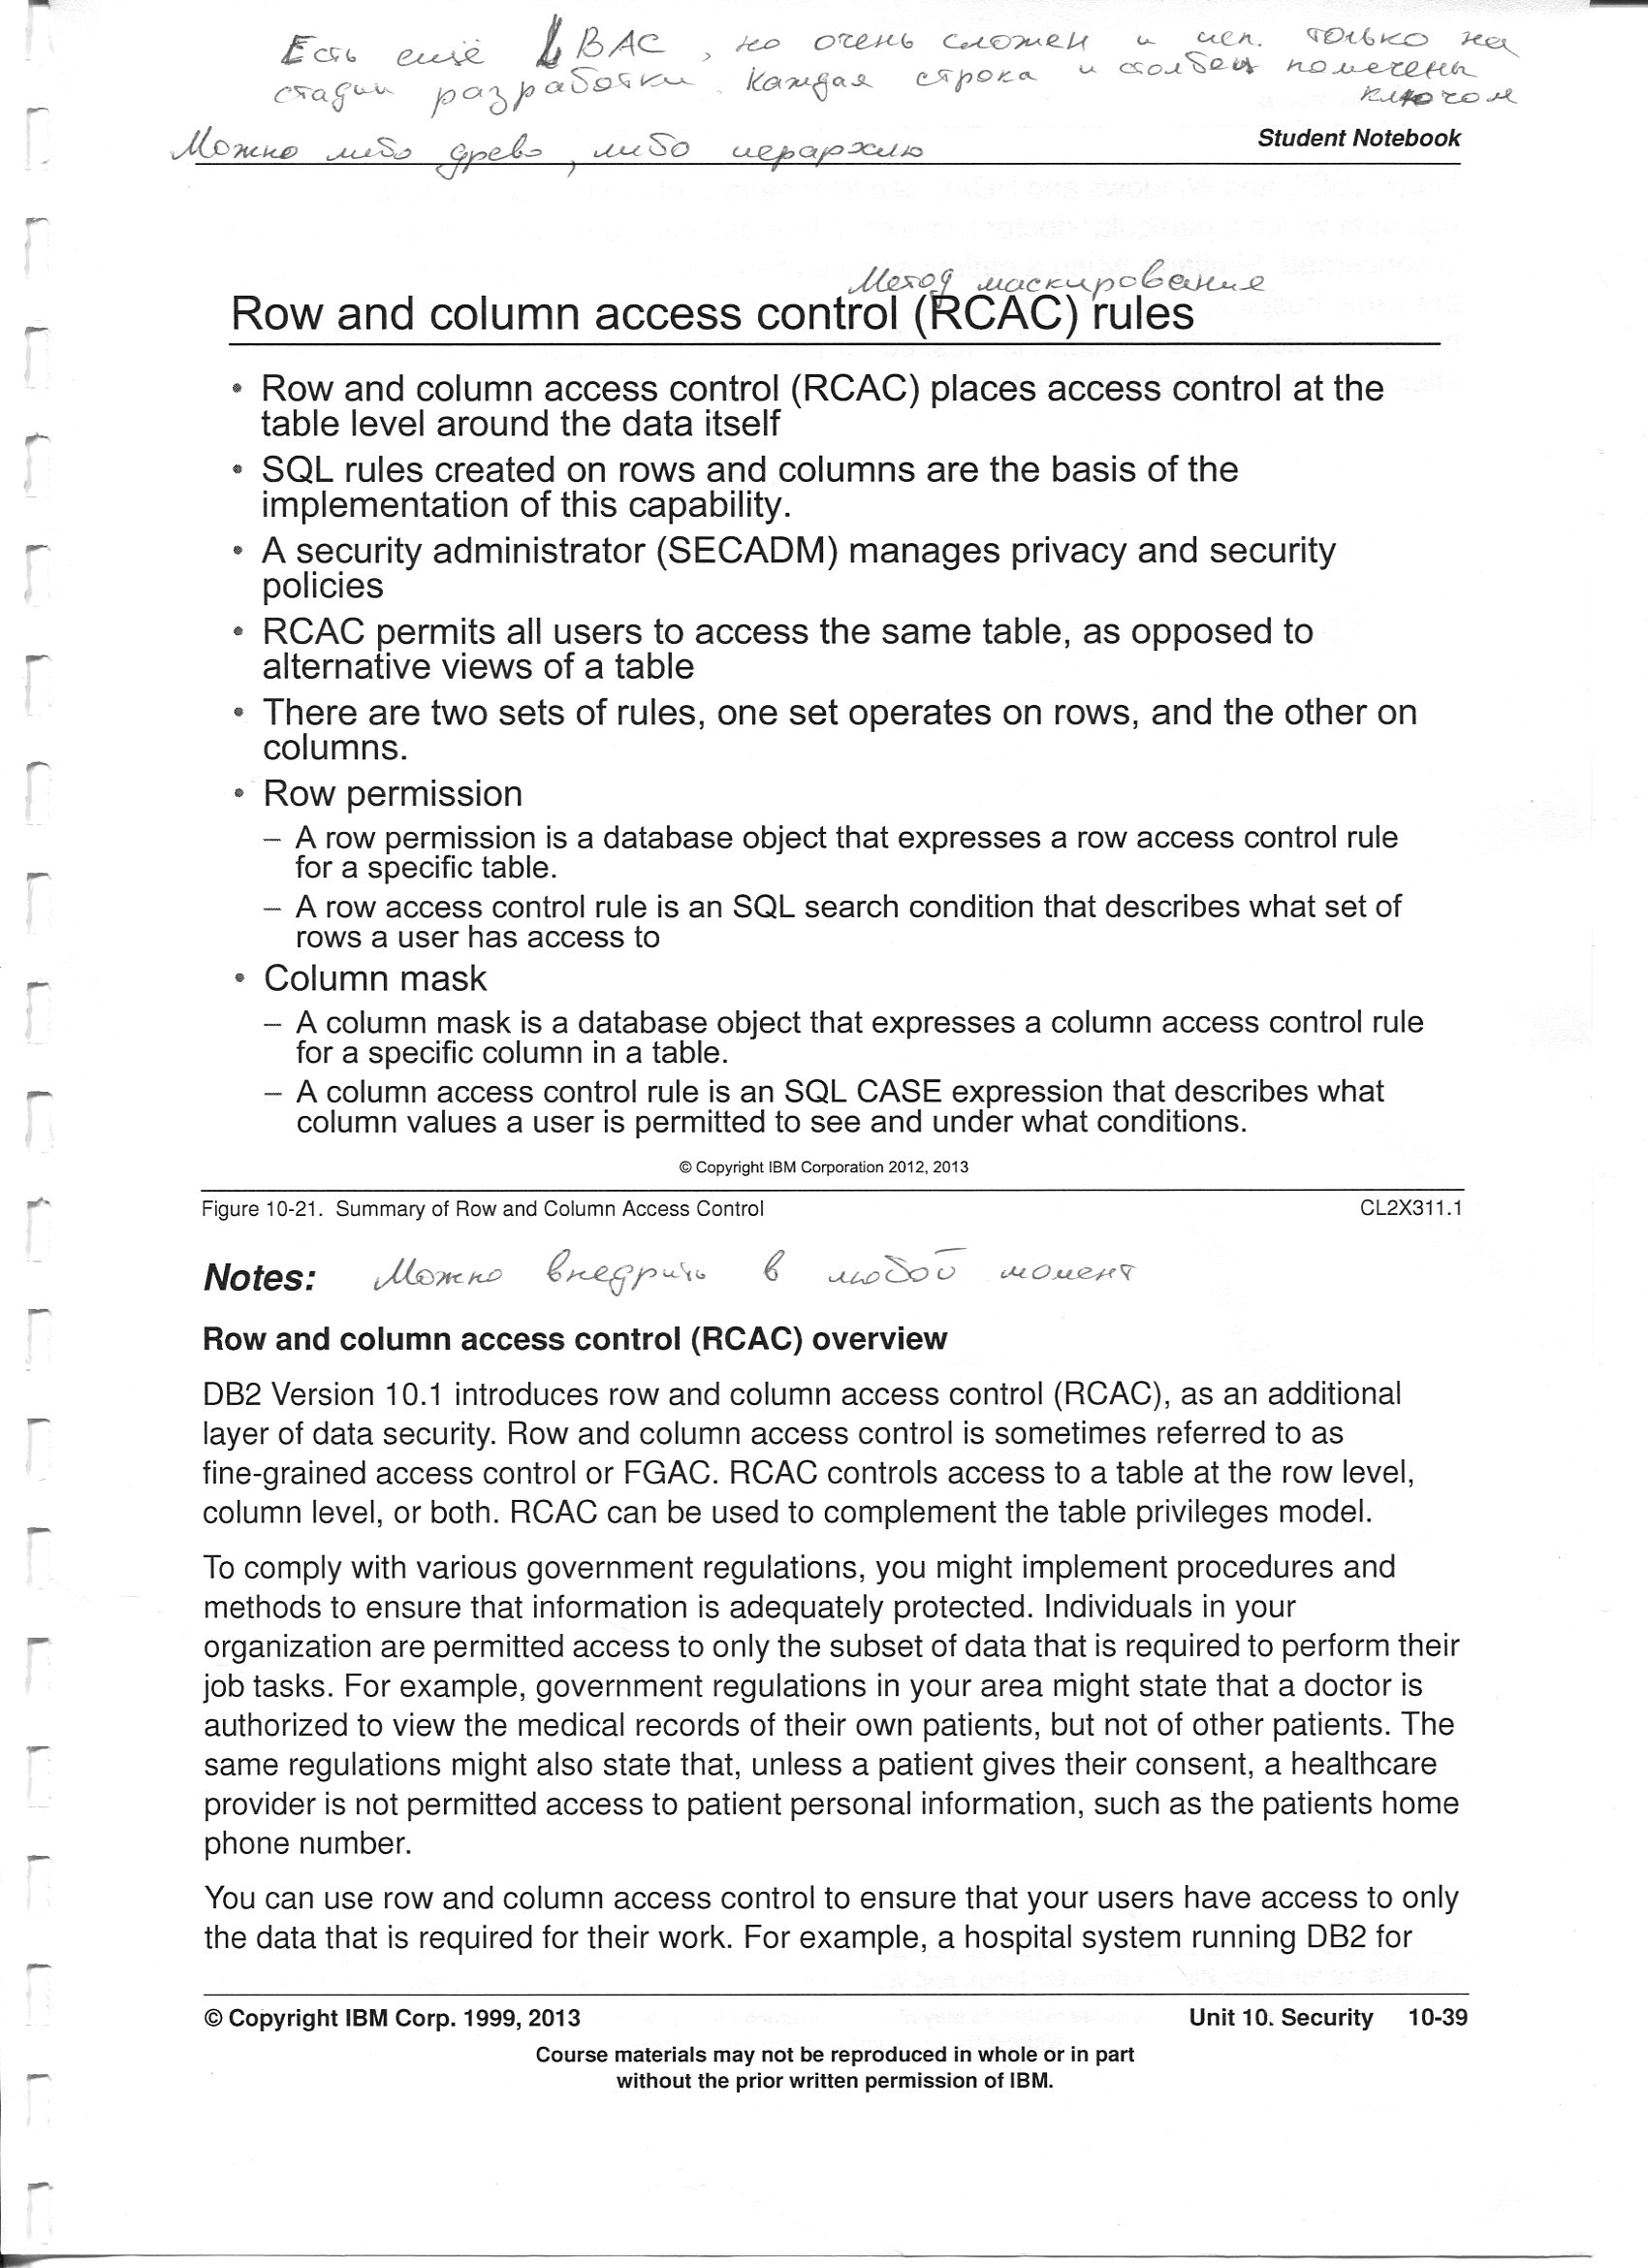 Есть ещё LBAC, но очень сложен и исп. только на
стадии разработки. Каждая строка и столбец помечены
ключом
Можно либо древо, либо иерархию
Student Notebook
Метод маскирование
Row and column access control (RCAC) rules
• Row and column access control (RCAC) places access control at the
table level around the data itself
• SQL rules created on rows and columns are the basis of the
implementation of this capability.
• A security administrator (SECADM) manages privacy and security
policies
• RCAC permits all users to access the same table, as opposed to
alternative views of a table
• There are two sets of rules, one set operates on rows, and the other on
columns.
• Row permission
– A row permission is a database object that expresses a row access control rule
for a specific table.
– A row access control rule is an SQL search condition that describes what set of
rows a user has access to
• Column mask
– A column mask is a database object that expresses a column access control rule
for a specific column in a table.
– A column access control rule is an SQL CASE expression that describes what
column values a user is permitted to see and under what conditions.
© Copyright IBM Corporation 2012, 2013
Figure 10-21. Summary of Row and Column Access Control CL2X311.1
Notes: Можно внедрить в любой момент
Row and column access control (RCAC) overview
DB2 Version 10.1 introduces row and column access control (RCAC), as an additional
layer of data security. Row and column access control is sometimes referred to as
fine-grained access control or FGAC. RCAC controls access to a table at the row level,
column level, or both. RCAC can be used to complement the table privileges model.
To comply with various government regulations, you might implement procedures and
methods to ensure that information is adequately protected. Individuals in your
organization are permitted access to only the subset of data that is required to perform their
job tasks. For example, government regulations in your area might state that a doctor is
authorized to view the medical records of their own patients, but not of other patients. The
same regulations might also state that, unless a patient gives their consent, a healthcare
provider is not permitted access to patient personal information, such as the patients home
phone number.
You can use row and column access control to ensure that your users have access to only
the data that is required for their work. For example, a hospital system running DB2 for
© Copyright IBM Corp. 1999, 2013 Unit 10. Security 10-39
Course materials may not be reproduced in whole or in part
without the prior written permission of IBM.